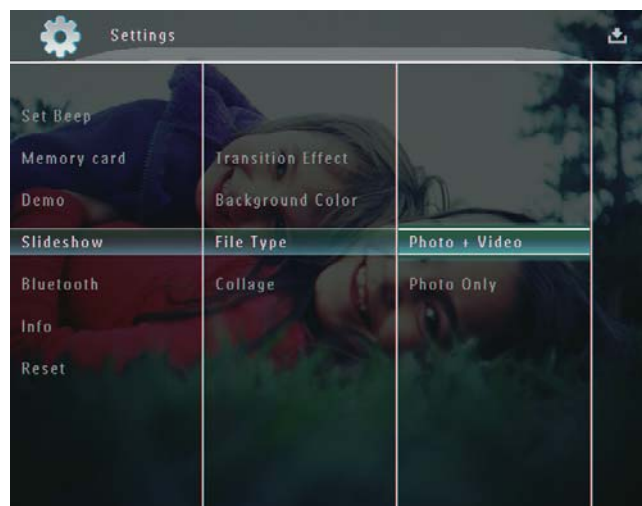 Settings
Set Beep
Memory card
Demo
Slideshow
Bluetooth
Info
Reset
Transition Effect
Background Color
File Type
Collage
Photo + Video
Photo Only